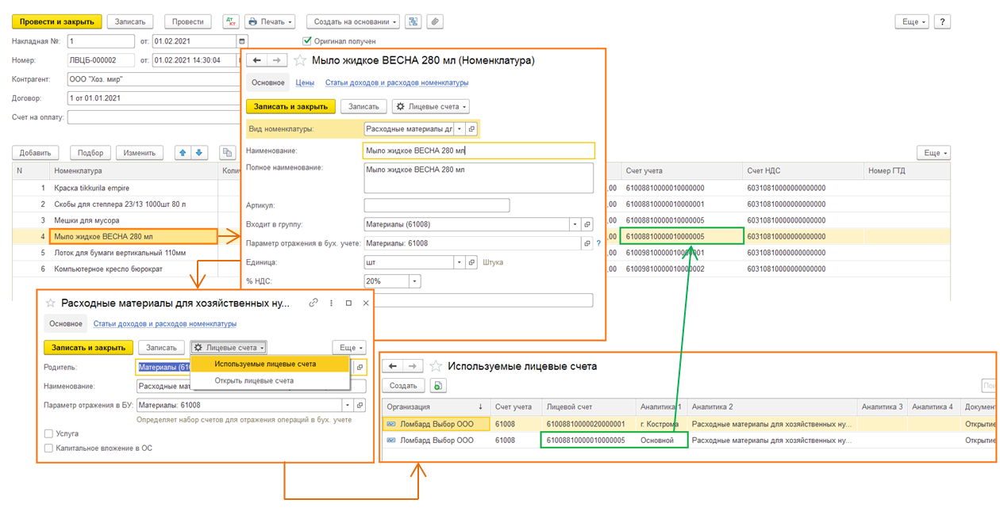 Провести и закрыть Записать Провести Дт Кт Печать Создать на основании Еще ?
Накладная №: 1 от: 01.02.2021 Оригинал получен
Номер: ЛВЦБ-000002 от: 01.02.2021 14:30:04
Контрагент: ООО "Хоз. мир"
Договор: 1 от 01.01.2021
Счет на оплату:
Добавить Подбор Изменить Еще
N Номенклатура Счет учета Счет НДС Номер ГТД
1 Краска tikkurila empire ,00 61008810000010000000 60310810000000000000
2 Скобы для степлера 23/13 1000шт 80 л ,00 61008810000010000001 60310810000000000000
3 Мешки для мусора ,00 61008810000010000005 60310810000000000000
4 Мыло жидкое ВЕСНА 280 мл ,00 61008810000010000005 60310810000000000000
5 Лоток для бумаги вертикальный 110мм ,00 61009810000010000001 60310810000000000000
6 Компьютерное кресло бюрократ ,00 61009810000010000002 60310810000000000000
Мыло жидкое ВЕСНА 280 мл (Номенклатура)
Основное Цены Статьи доходов и расходов номенклатуры
Записать и закрыть Записать Лицевые счета
Вид номенклатуры: Расходные материалы дл
Наименование: Мыло жидкое ВЕСНА 280 мл
Полное наименование: Мыло жидкое ВЕСНА 280 мл
Артикул:
Входит в группу: Материалы (61008)
Параметр отражения в бух. учете: Материалы: 61008 ?
Единица: шт Штука
% НДС: 20%
Расходные материалы для хозяйственных ну...
Основное Статьи доходов и расходов номенклатуры
Записать и закрыть Записать Лицевые счета Еще
Используемые лицевые счета
Открыть лицевые счета
Родитель: Материалы (610
Наименование: Расходные мат
Параметр отражения в БУ: Материалы: 61008
Определяет набор счетов для отражения операций в бух. учете
Услуга
Капитальное вложение в ОС
Используемые лицевые счета
Создать
Организация ↓ Счет учета Лицевой счет Аналитика 1 Аналитика 2 Аналитика 3 Аналитика 4 Документ
Ломбард Выбор ООО 61008 61008810000020000001 г. Кострома Расходные материалы для хозяйственных ну... Открытие
Ломбард Выбор ООО 61008 61008810000010000005 Основной Расходные материалы для хозяйственных ну... Открытие